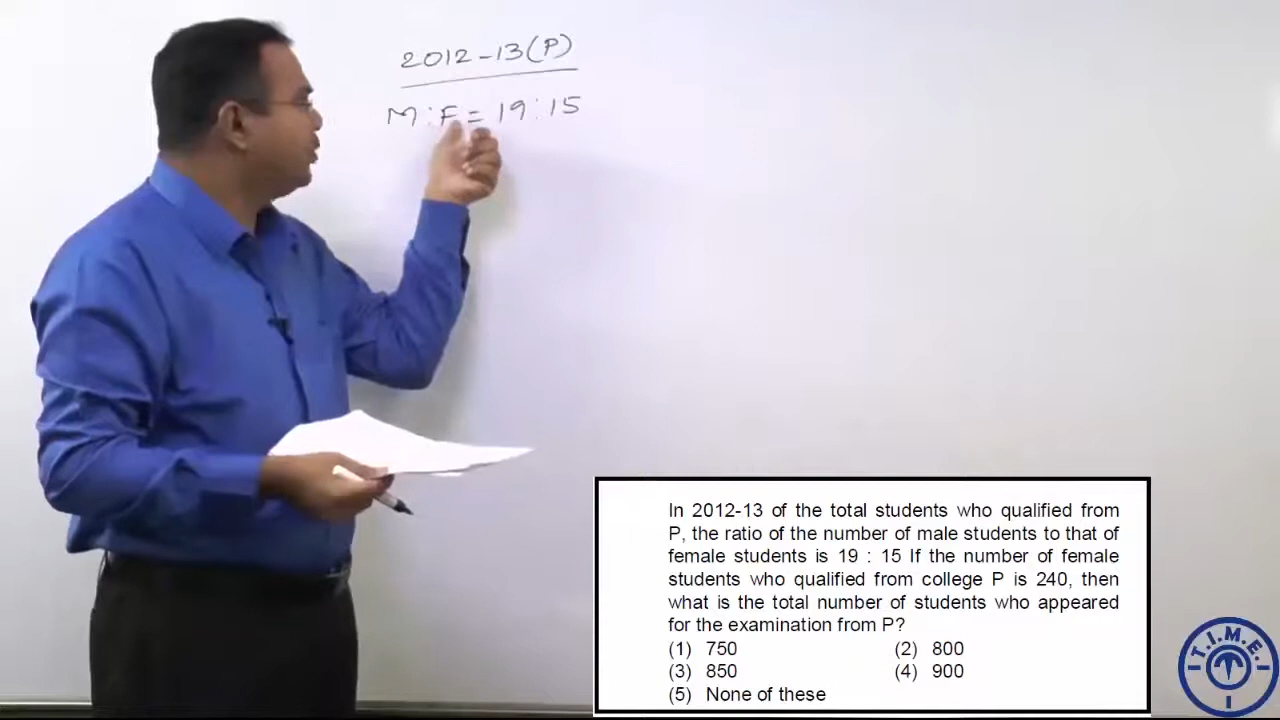 2012-13(P)
M:F = 19:15
In 2012-13 of the total students who qualified from
P, the ratio of the number of male students to that of
female students is 19 : 15 If the number of female
students who qualified from college P is 240, then
what is the total number of students who appeared
for the examination from P?
(1) 750 (2) 800
(3) 850 (4) 900
(5) None of these
T.I.M.E.